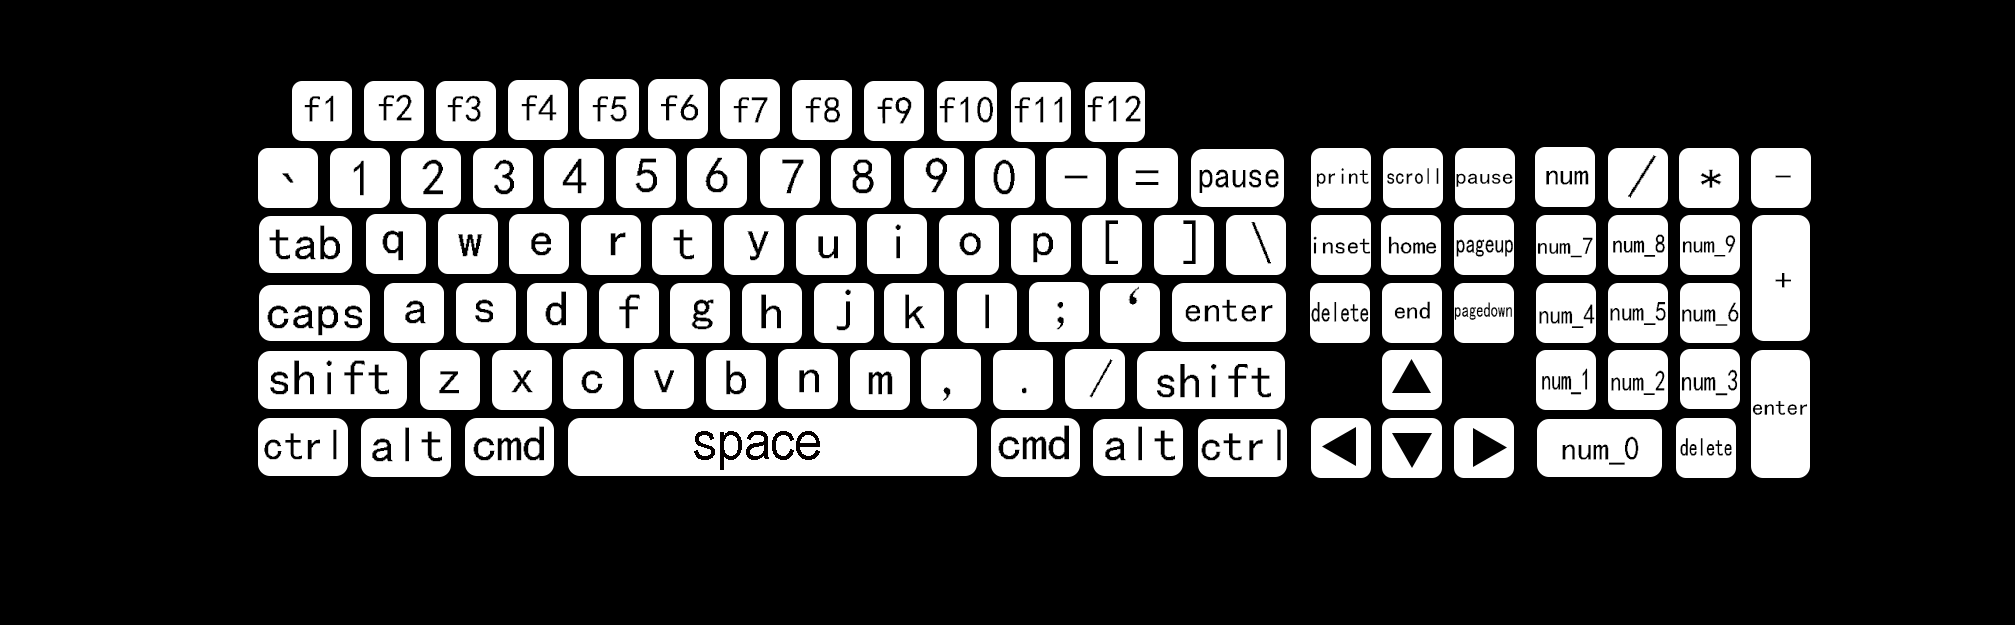 f1 f2 f3 f4 f5 f6 f7 f8 f9 f10 f11 f12
、 1 2 3 4 5 6 7 8 9 0 - = pause print scroll pause num / * -
tab q w e r t y u i o p [ ] \ inset home pageup num_7 num_8 num_9 +
caps a s d f g h j k l ; ‘ enter delete end pagedown num_4 num_5 num_6
shift z x c v b n m , . / shift ▲ num_1 num_2 num_3 enter
ctrl alt cmd space cmd alt ctrl ◀ ▼ ▶ num_0 delete